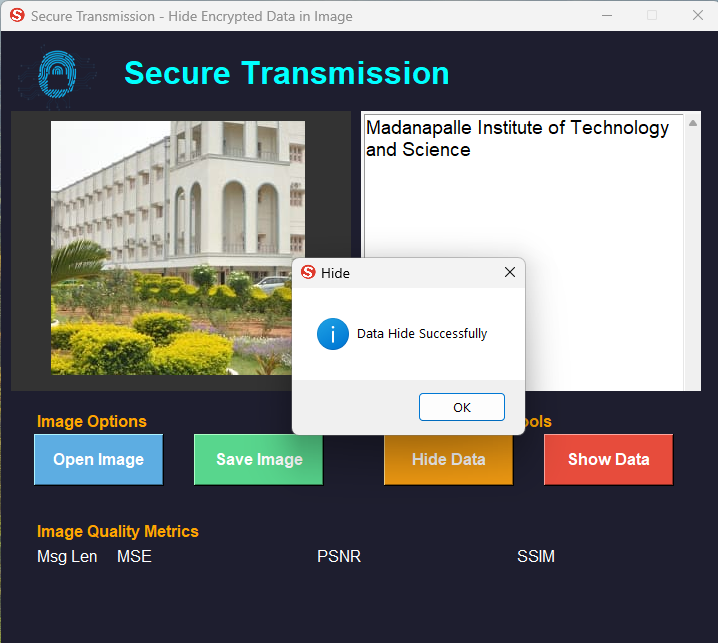 Secure Transmission - Hide Encrypted Data in Image
Secure Transmission
Madanapalle Institute of Technology
and Science
Hide
Data Hide Successfully
OK
Image Options
Open Image
Save Image
Hide Data
Show Data
Image Quality Metrics
Msg Len
MSE
PSNR
SSIM